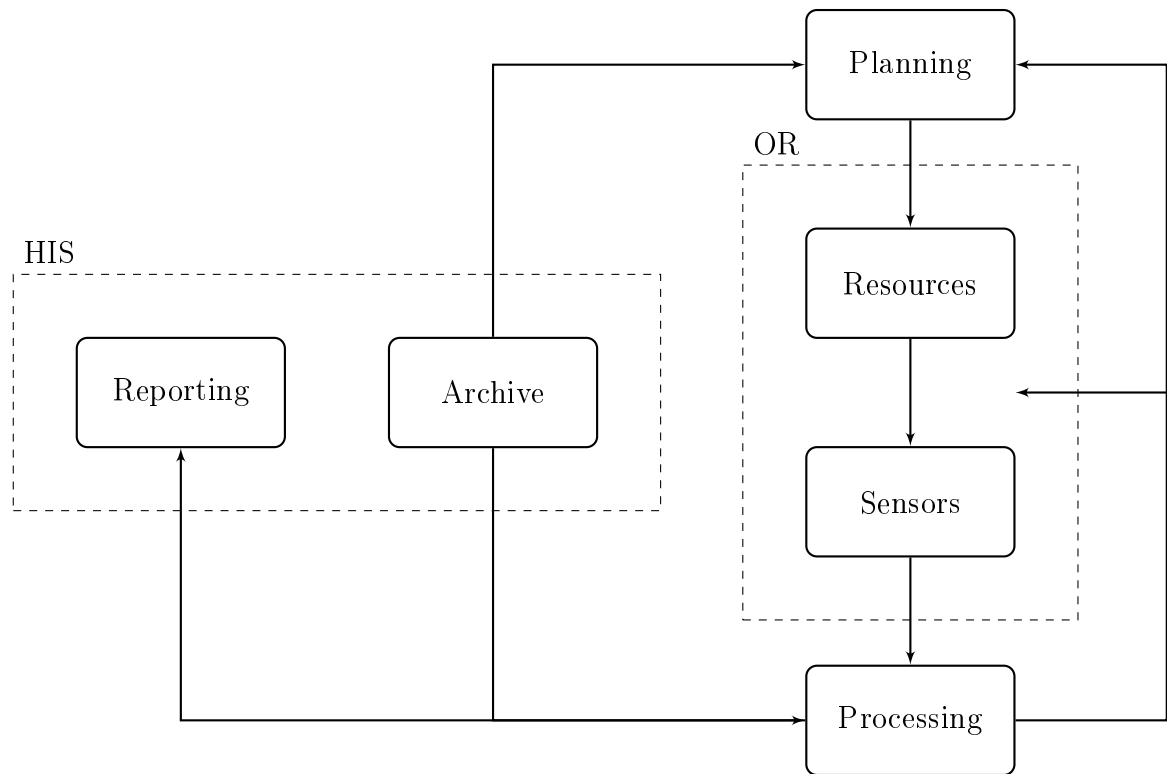 Planning
OR
HIS
Resources
Reporting
Archive
Sensors
Processing